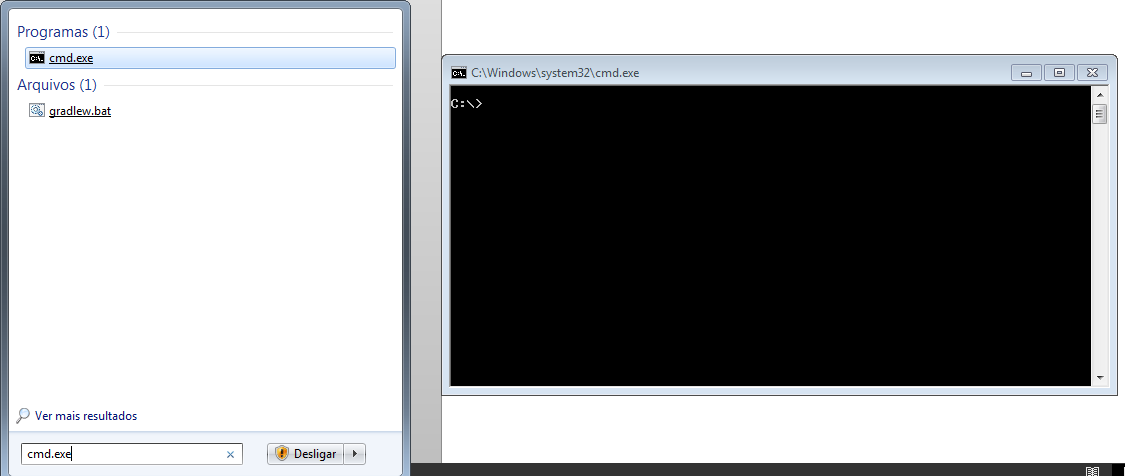 Programas (1)
cmd.exe
Arquivos (1)
gradlew.bat
Ver mais resultados
cmd.exe
Desligar
C:\Windows\system32\cmd.exe
C:\>